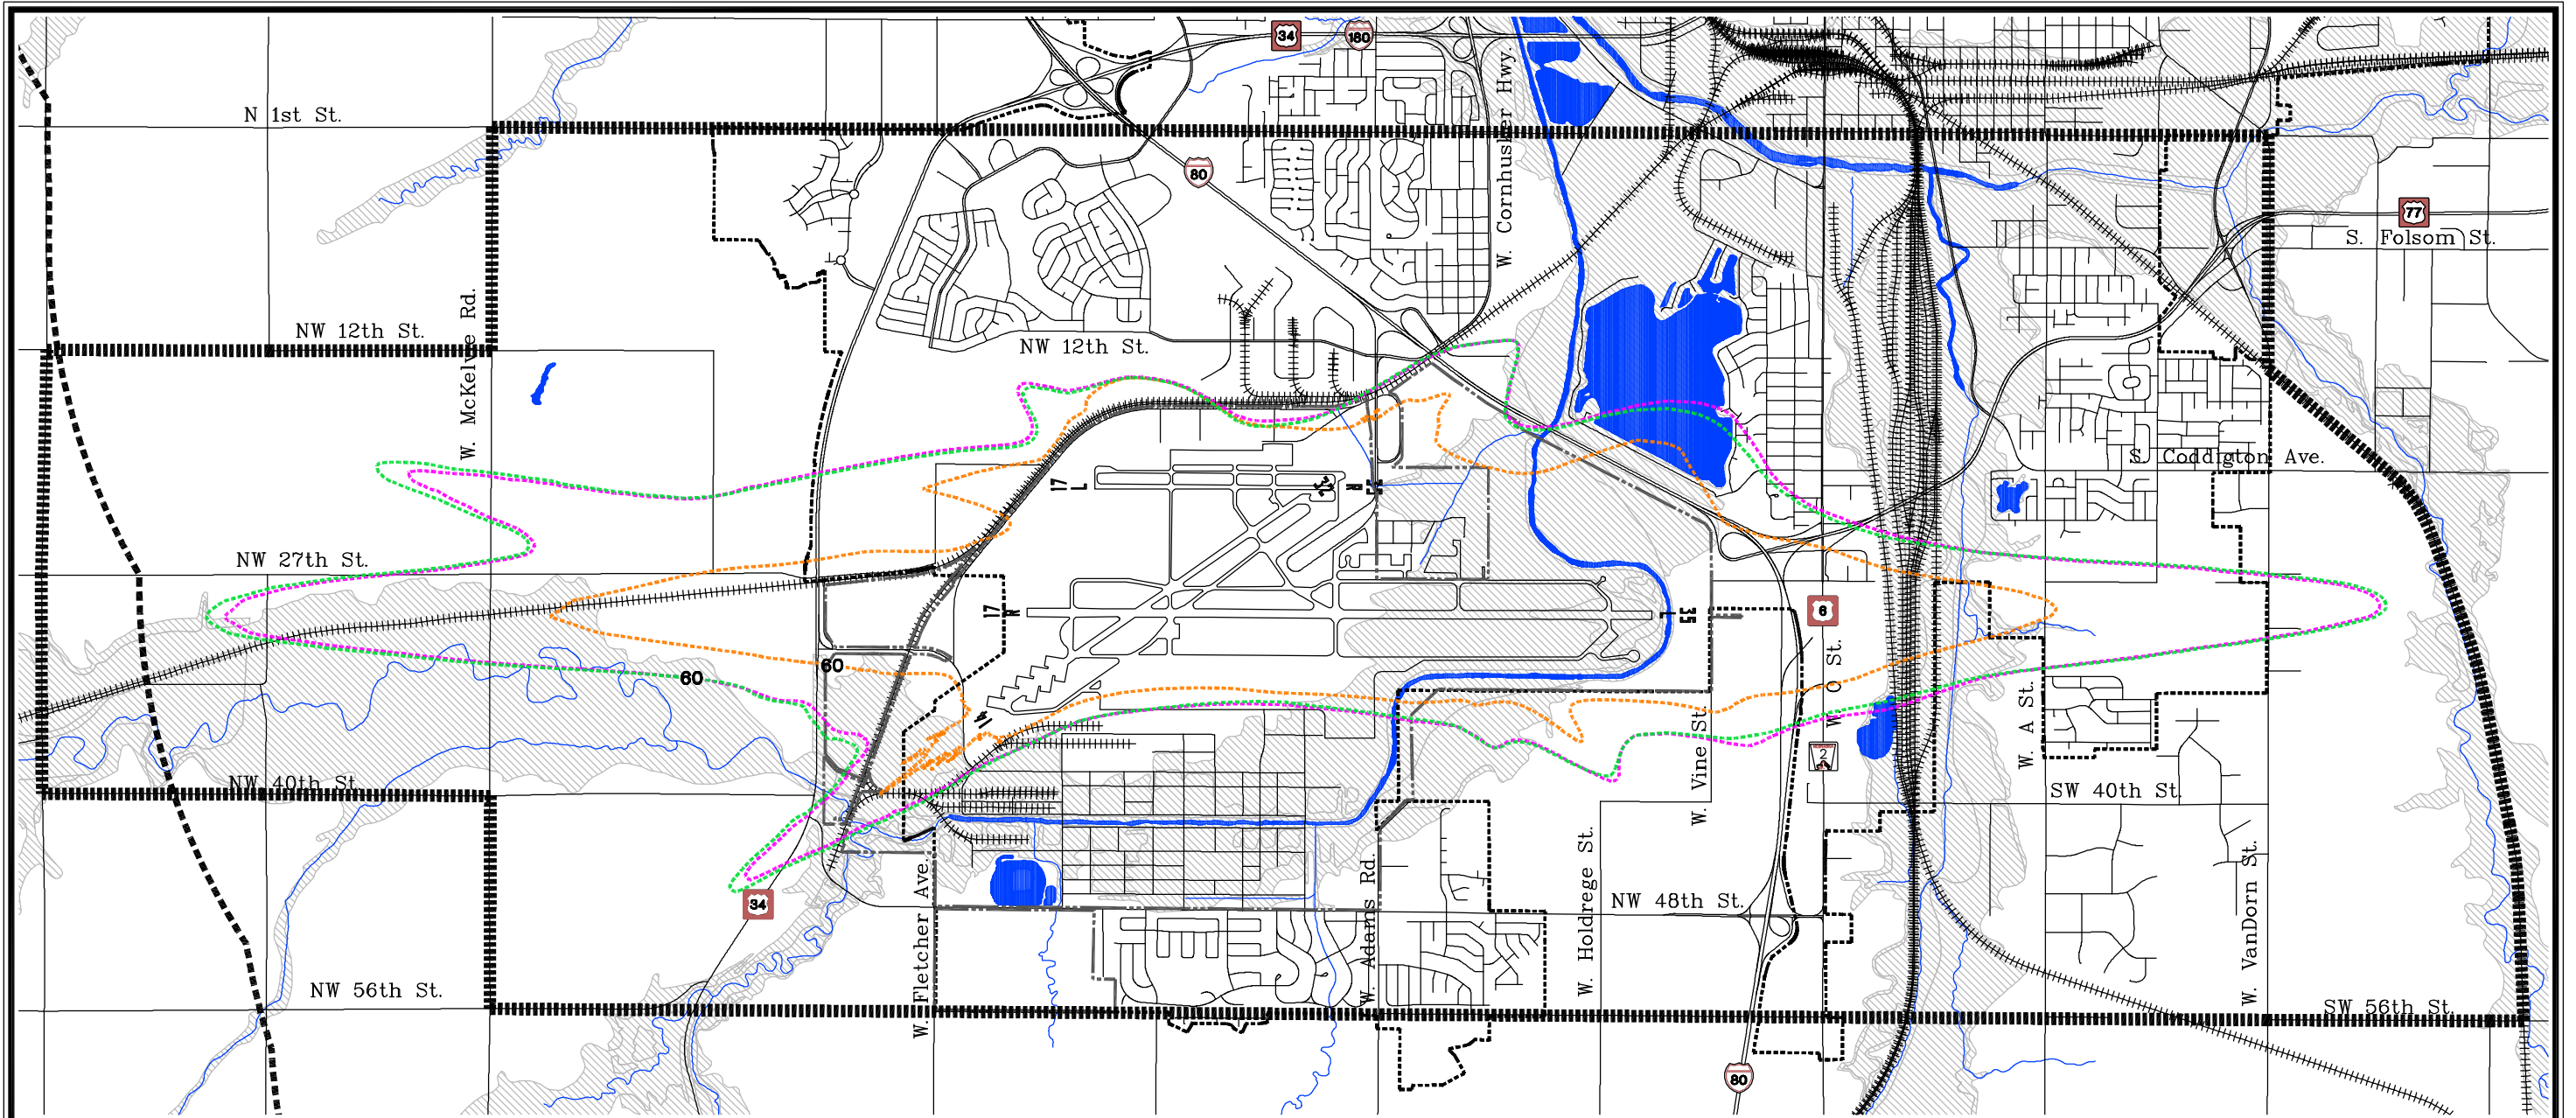 34
180
N 1st St.
W. Cornhusker Hwy.
80
77
S. Folsom St.
W. McKelvie Rd.
NW 12th St.
NW 12th St.
S. Coddigton Ave.
17
L
NW 27th St.
17
R
35
L
6
60
60
14
W. O St.
W. A St.
W. Vine St.
2
NW 40th St.
SW 40th St.
34
W. Fletcher Ave.
W. Adams Rd.
W. Holdrege St.
NW 48th St.
W. VanDorn St.
NW 56th St.
SW 56th St.
80